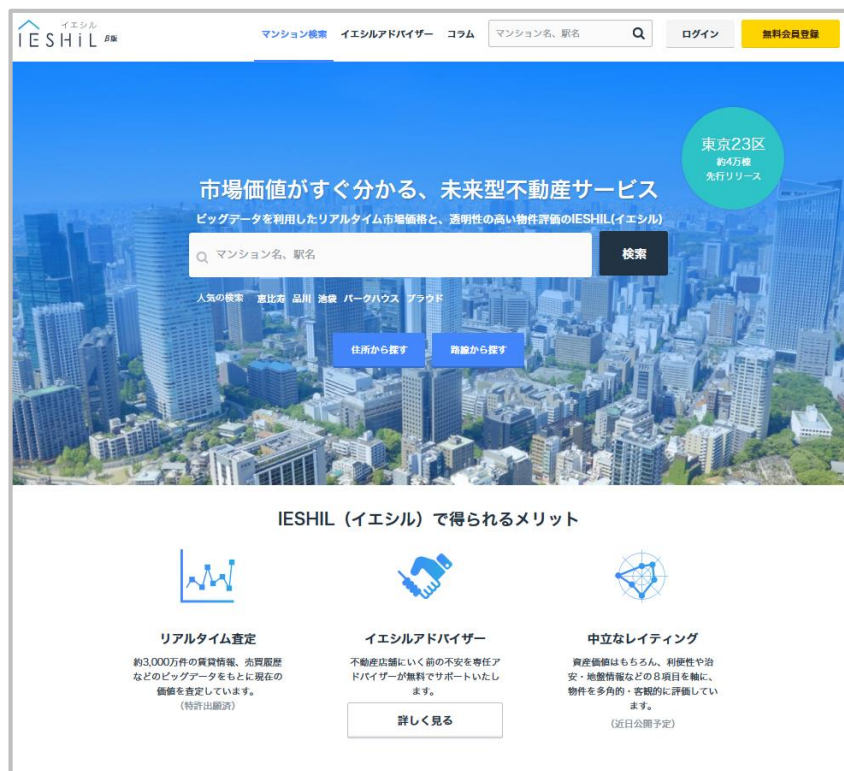 イエシル
IESHiL β版
マンション検索 イエシルアドバイザー コラム マンション名、駅名 ログイン 無料会員登録
東京23区
約4万棟
先行リリース
市場価値がすぐ分かる、未来型不動産サービス
ビッグデータを利用したリアルタイム市場価格と、透明性の高い物件評価のIESHIL(イエシル)
マンション名、駅名 検索
人気の検索 恵比寿 品川 池袋 パークハウス プラウド
住所から探す 路線から探す
IESHIL（イエシル）で得られるメリット
リアルタイム査定
約3,000万件の賃貸情報、売買履歴
などのビッグデータをもとに現在の
価値を査定しています。
（特許出願済）
イエシルアドバイザー
不動産店舗にいく前の不安を専任ア
ドバイザーが無料でサポートいたし
ます。
詳しく見る
中立なレイティング
資産価値はもちろん、利便性や治
安・地盤情報などの８項目を軸に、
物件を多角的・客観的に評価してい
ます。
（近日公開予定）